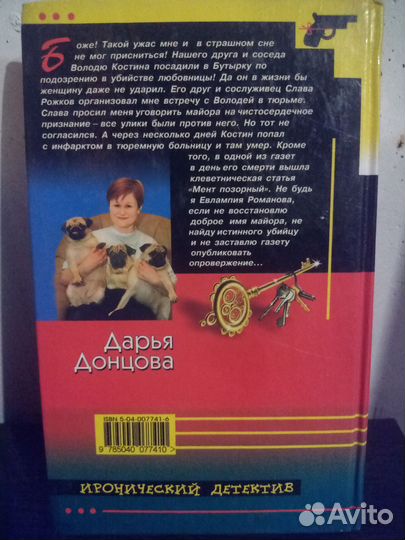 Боже! Такой ужас мне и в страшном сне
не мог присниться! Нашего друга и соседа
Володю Костина посадили в Бутырку по
подозрению в убийстве любовницы! Да он в жизни бы
женщину даже не ударил. Его друг и сослуживец Слава
Рожков организовал мне встречу с Володей в тюрьме.
Слава просил меня уговорить майора на чистосердечное
признание – все улики были против него. Но тот не
согласился. А через несколько дней Костин попал
с инфарктом в тюремную больницу и там умер. Кроме
того, в одной из газет
в день его смерти вышла
клеветническая статья
«Мент позорный». Не будь
я Евлампия Романова,
если не восстановлю
доброе имя майора, не
найду истинного убийцу
и не заставлю газету
опубликовать
опровержение...
Дарья
Донцова
ISBN 5-04-007741-6
9 785040 077410 >
ИРОНИЧЕСКИЙ ДЕТЕКТИВ
Avito